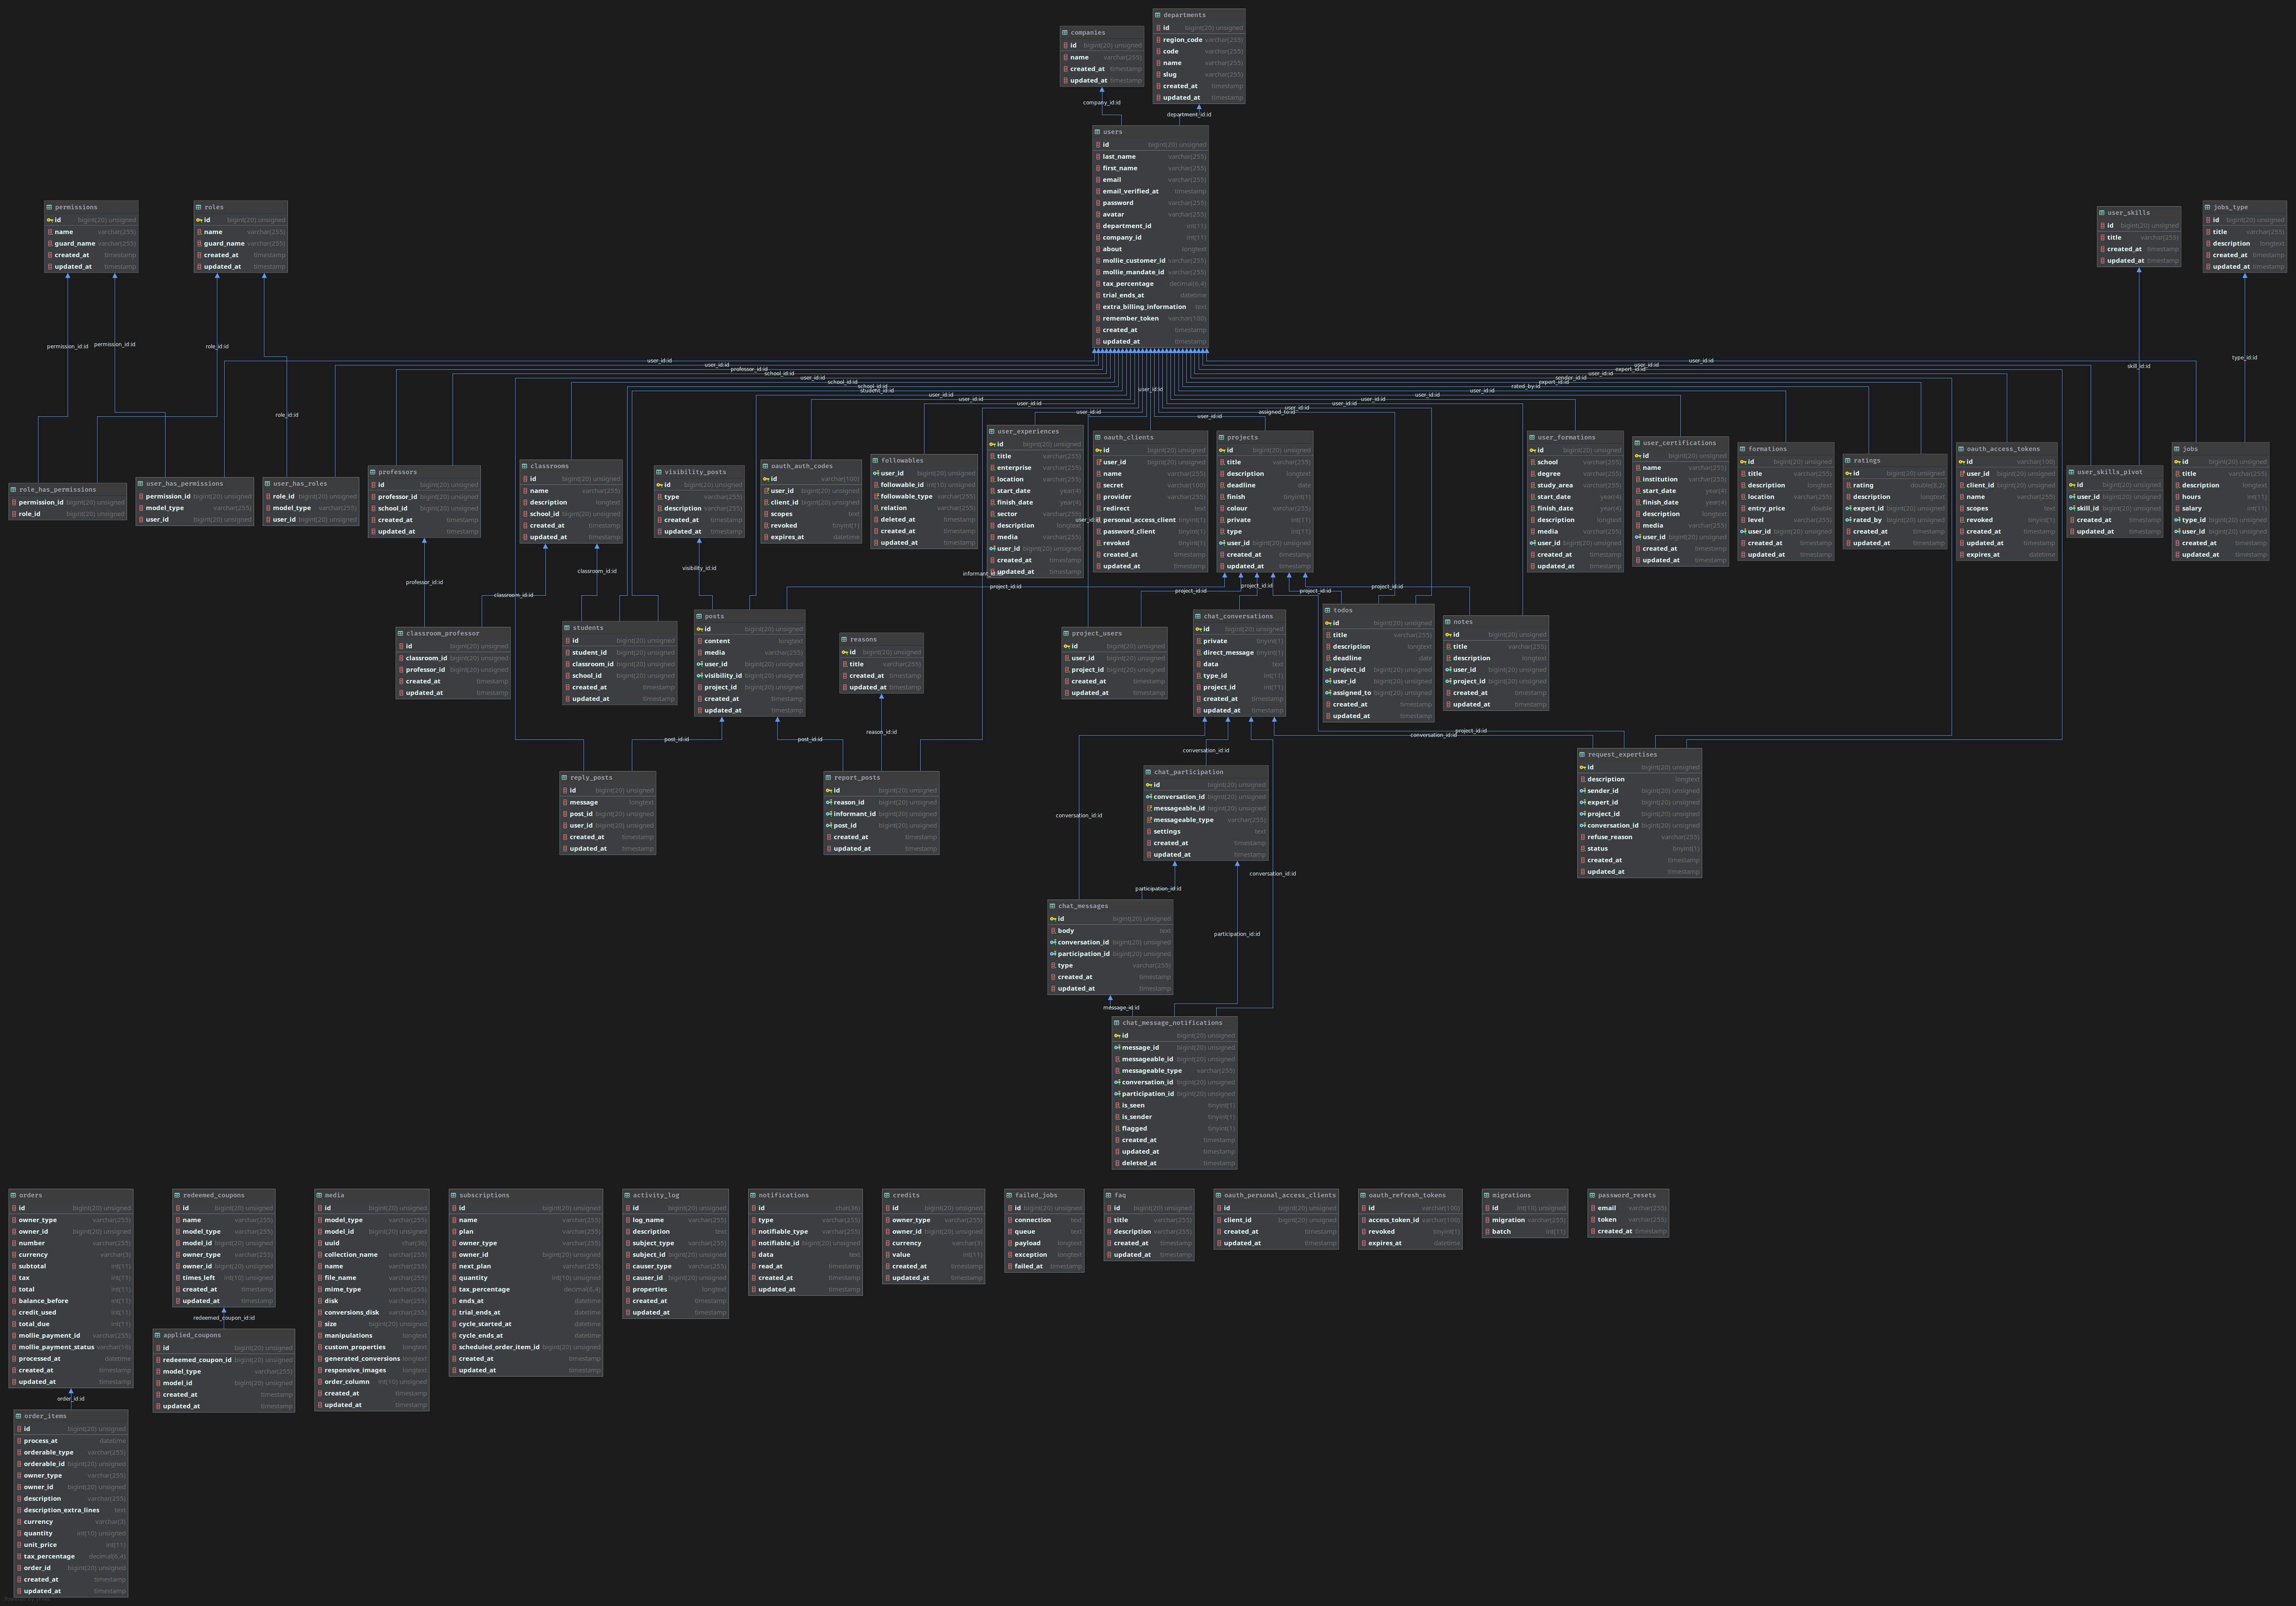 departments
id bigint(20) unsigned
region_code varchar(255)
code varchar(255)
name varchar(255)
slug varchar(255)
created_at timestamp
updated_at timestamp
companies
id bigint(20) unsigned
name varchar(255)
created_at timestamp
updated_at timestamp
company_id:id
department_id:id
users
id bigint(20) unsigned
last_name varchar(255)
first_name varchar(255)
email varchar(255)
email_verified_at timestamp
password varchar(255)
avatar varchar(255)
department_id int(11)
company_id int(11)
about longtext
mollie_customer_id varchar(255)
mollie_mandate_id varchar(255)
tax_percentage decimal(6,4)
trial_ends_at datetime
extra_billing_information text
remember_token varchar(100)
created_at timestamp
updated_at timestamp
permissions
id bigint(20) unsigned
name varchar(255)
guard_name varchar(255)
created_at timestamp
updated_at timestamp
roles
id bigint(20) unsigned
name varchar(255)
guard_name varchar(255)
created_at timestamp
updated_at timestamp
user_skills
id bigint(20) unsigned
title varchar(255)
created_at timestamp
updated_at timestamp
jobs_type
id bigint(20) unsigned
title varchar(255)
description longtext
created_at timestamp
updated_at timestamp
permission_id:id
permission_id:id
role_id:id
role_id:id
user_id:id
user_id:id
professor_id:id
school_id:id
user_id:id
school_id:id
school_id:id
student_id:id
user_id:id
user_id:id
user_id:id
user_id:id
user_id:id
user_id:id
assigned_to:id
user_id:id
user_id:id
user_id:id
user_id:id
rated_by:id
expert_id:id
sender_id:id
user_id:id
expert_id:id
user_id:id
user_id:id
skill_id:id
type_id:id
role_has_permissions
permission_id bigint(20) unsigned
role_id bigint(20) unsigned
user_has_permissions
permission_id bigint(20) unsigned
model_type varchar(255)
user_id bigint(20) unsigned
user_has_roles
role_id bigint(20) unsigned
model_type varchar(255)
user_id bigint(20) unsigned
professors
id bigint(20) unsigned
professor_id bigint(20) unsigned
school_id bigint(20) unsigned
created_at timestamp
updated_at timestamp
classrooms
id bigint(20) unsigned
name varchar(255)
description longtext
school_id bigint(20) unsigned
created_at timestamp
updated_at timestamp
visibility_posts
id bigint(20) unsigned
type varchar(255)
description varchar(255)
created_at timestamp
updated_at timestamp
oauth_auth_codes
id varchar(100)
user_id bigint(20) unsigned
client_id bigint(20) unsigned
scopes text
revoked tinyint(1)
expires_at datetime
followables
user_id bigint(20) unsigned
followable_id int(10) unsigned
followable_type varchar(255)
relation varchar(255)
deleted_at timestamp
created_at timestamp
updated_at timestamp
user_experiences
id bigint(20) unsigned
title varchar(255)
enterprise varchar(255)
location varchar(255)
start_date year(4)
finish_date year(4)
sector varchar(255)
description longtext
media varchar(255)
user_id bigint(20) unsigned
created_at timestamp
updated_at timestamp
oauth_clients
id bigint(20) unsigned
user_id bigint(20) unsigned
name varchar(255)
secret varchar(100)
provider varchar(255)
redirect text
personal_access_client tinyint(1)
password_client tinyint(1)
revoked tinyint(1)
created_at timestamp
updated_at timestamp
projects
id bigint(20) unsigned
title varchar(255)
description longtext
deadline date
finish tinyint(1)
colour varchar(255)
private int(11)
type int(11)
user_id bigint(20) unsigned
created_at timestamp
updated_at timestamp
user_formations
id bigint(20) unsigned
school varchar(255)
degree varchar(255)
study_area varchar(255)
start_date year(4)
finish_date year(4)
description longtext
media varchar(255)
user_id bigint(20) unsigned
created_at timestamp
updated_at timestamp
user_certifications
id bigint(20) unsigned
name varchar(255)
institution varchar(255)
start_date year(4)
finish_date year(4)
description longtext
media varchar(255)
user_id bigint(20) unsigned
created_at timestamp
updated_at timestamp
formations
id bigint(20) unsigned
title varchar(255)
description longtext
location varchar(255)
entry_price double
level varchar(255)
user_id bigint(20) unsigned
created_at timestamp
updated_at timestamp
ratings
id bigint(20) unsigned
rating double(8,2)
description longtext
expert_id bigint(20) unsigned
rated_by bigint(20) unsigned
created_at timestamp
updated_at timestamp
oauth_access_tokens
id varchar(100)
user_id bigint(20) unsigned
client_id bigint(20) unsigned
name varchar(255)
scopes text
revoked tinyint(1)
created_at timestamp
updated_at timestamp
expires_at datetime
user_skills_pivot
id bigint(20) unsigned
user_id bigint(20) unsigned
skill_id bigint(20) unsigned
created_at timestamp
updated_at timestamp
jobs
id bigint(20) unsigned
title varchar(255)
description longtext
hours int(11)
salary int(11)
type_id bigint(20) unsigned
user_id bigint(20) unsigned
created_at timestamp
updated_at timestamp
professor_id:id
classroom_id:id
classroom_id:id
visibility_id:id
informant_id:id
project_id:id
project_id:id
project_id:id
project_id:id
project_id:id
classroom_professor
id bigint(20) unsigned
classroom_id bigint(20) unsigned
professor_id bigint(20) unsigned
created_at timestamp
updated_at timestamp
students
id bigint(20) unsigned
student_id bigint(20) unsigned
classroom_id bigint(20) unsigned
school_id bigint(20) unsigned
created_at timestamp
updated_at timestamp
posts
id bigint(20) unsigned
content longtext
media varchar(255)
user_id bigint(20) unsigned
visibility_id bigint(20) unsigned
project_id bigint(20) unsigned
created_at timestamp
updated_at timestamp
reasons
id bigint(20) unsigned
title varchar(255)
created_at timestamp
updated_at timestamp
project_users
id bigint(20) unsigned
user_id bigint(20) unsigned
project_id bigint(20) unsigned
created_at timestamp
updated_at timestamp
chat_conversations
id bigint(20) unsigned
private tinyint(1)
direct_message tinyint(1)
data text
type_id int(11)
project_id int(11)
created_at timestamp
updated_at timestamp
todos
id bigint(20) unsigned
title varchar(255)
description longtext
deadline date
project_id bigint(20) unsigned
user_id bigint(20) unsigned
assigned_to bigint(20) unsigned
created_at timestamp
updated_at timestamp
notes
id bigint(20) unsigned
title varchar(255)
description longtext
user_id bigint(20) unsigned
project_id bigint(20) unsigned
created_at timestamp
updated_at timestamp
post_id:id
post_id:id
reason_id:id
conversation_id:id
project_id:id
conversation_id:id
reply_posts
id bigint(20) unsigned
message longtext
post_id bigint(20) unsigned
user_id bigint(20) unsigned
created_at timestamp
updated_at timestamp
report_posts
id bigint(20) unsigned
reason_id bigint(20) unsigned
informant_id bigint(20) unsigned
post_id bigint(20) unsigned
created_at timestamp
updated_at timestamp
chat_participation
id bigint(20) unsigned
conversation_id bigint(20) unsigned
messageable_id bigint(20) unsigned
messageable_type varchar(255)
settings text
created_at timestamp
updated_at timestamp
request_expertises
id bigint(20) unsigned
description longtext
sender_id bigint(20) unsigned
expert_id bigint(20) unsigned
project_id bigint(20) unsigned
conversation_id bigint(20) unsigned
refuse_reason varchar(255)
status tinyint(1)
created_at timestamp
updated_at timestamp
conversation_id:id
conversation_id:id
participation_id:id
participation_id:id
chat_messages
id bigint(20) unsigned
body text
conversation_id bigint(20) unsigned
participation_id bigint(20) unsigned
type varchar(255)
created_at timestamp
updated_at timestamp
message_id:id
chat_message_notifications
id bigint(20) unsigned
message_id bigint(20) unsigned
messageable_id bigint(20) unsigned
messageable_type varchar(255)
conversation_id bigint(20) unsigned
participation_id bigint(20) unsigned
is_seen tinyint(1)
is_sender tinyint(1)
flagged tinyint(1)
created_at timestamp
updated_at timestamp
deleted_at timestamp
orders
id bigint(20) unsigned
owner_type varchar(255)
owner_id bigint(20) unsigned
number varchar(255)
currency varchar(3)
subtotal int(11)
tax int(11)
total int(11)
balance_before int(11)
credit_used int(11)
total_due int(11)
mollie_payment_id varchar(255)
mollie_payment_status varchar(16)
processed_at datetime
created_at timestamp
updated_at timestamp
order_id:id
order_items
id bigint(20) unsigned
process_at datetime
orderable_type varchar(255)
orderable_id bigint(20) unsigned
owner_type varchar(255)
owner_id bigint(20) unsigned
description varchar(255)
description_extra_lines text
currency varchar(3)
quantity int(10) unsigned
unit_price int(11)
tax_percentage decimal(6,4)
order_id bigint(20) unsigned
created_at timestamp
updated_at timestamp
redeemed_coupons
id bigint(20) unsigned
name varchar(255)
model_type varchar(255)
model_id bigint(20) unsigned
owner_type varchar(255)
owner_id bigint(20) unsigned
times_left int(10) unsigned
created_at timestamp
updated_at timestamp
redeemed_coupon_id:id
applied_coupons
id bigint(20) unsigned
redeemed_coupon_id bigint(20) unsigned
model_type varchar(255)
model_id bigint(20) unsigned
created_at timestamp
updated_at timestamp
media
id bigint(20) unsigned
model_type varchar(255)
model_id bigint(20) unsigned
uuid char(36)
collection_name varchar(255)
name varchar(255)
file_name varchar(255)
mime_type varchar(255)
disk varchar(255)
conversions_disk varchar(255)
size bigint(20) unsigned
manipulations longtext
custom_properties longtext
generated_conversions longtext
responsive_images longtext
order_column int(10) unsigned
created_at timestamp
updated_at timestamp
subscriptions
id bigint(20) unsigned
name varchar(255)
plan varchar(255)
owner_type varchar(255)
owner_id bigint(20) unsigned
next_plan varchar(255)
quantity int(10) unsigned
tax_percentage decimal(6,4)
ends_at datetime
trial_ends_at datetime
cycle_started_at datetime
cycle_ends_at datetime
scheduled_order_item_id bigint(20) unsigned
created_at timestamp
updated_at timestamp
activity_log
id bigint(20) unsigned
log_name varchar(255)
description text
subject_type varchar(255)
subject_id bigint(20) unsigned
causer_type varchar(255)
causer_id bigint(20) unsigned
properties longtext
created_at timestamp
updated_at timestamp
notifications
id char(36)
type varchar(255)
notifiable_type varchar(255)
notifiable_id bigint(20) unsigned
data text
read_at timestamp
created_at timestamp
updated_at timestamp
credits
id bigint(20) unsigned
owner_type varchar(255)
owner_id bigint(20) unsigned
currency varchar(3)
value int(11)
created_at timestamp
updated_at timestamp
failed_jobs
id bigint(20) unsigned
connection text
queue text
payload longtext
exception longtext
failed_at timestamp
faq
id bigint(20) unsigned
title varchar(255)
description varchar(255)
created_at timestamp
updated_at timestamp
oauth_personal_access_clients
id bigint(20) unsigned
client_id bigint(20) unsigned
created_at timestamp
updated_at timestamp
oauth_refresh_tokens
id varchar(100)
access_token_id varchar(100)
revoked tinyint(1)
expires_at datetime
migrations
id int(10) unsigned
migration varchar(255)
batch int(11)
password_resets
email varchar(255)
token varchar(255)
created_at timestamp
Powered by yFiles